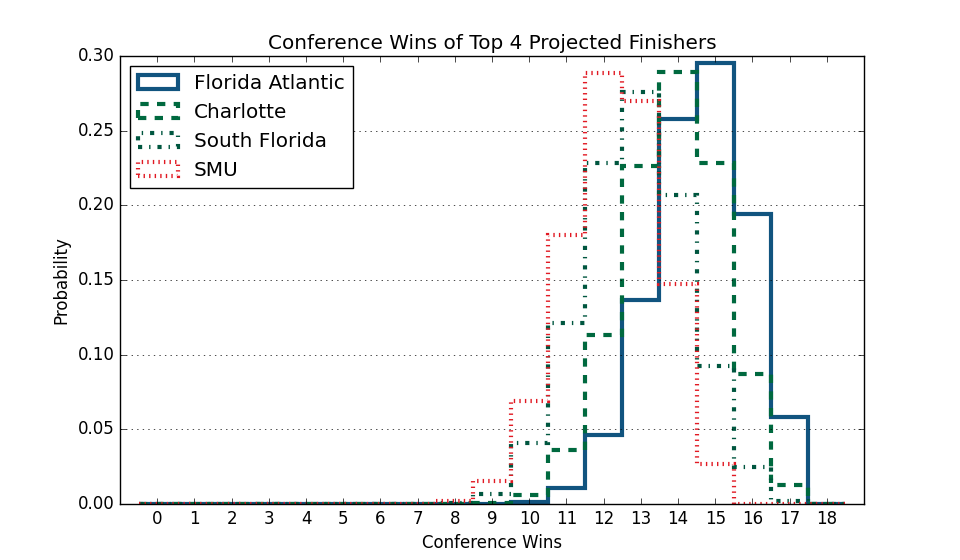 Conference Wins of Top 4 Projected Finishers
0.30
0.25
0.20
0.15
0.10
0.05
0.00
Probability
Florida Atlantic
Charlotte
South Florida
SMU
0 1 2 3 4 5 6 7 8 9 10 11 12 13 14 15 16 17 18
Conference Wins